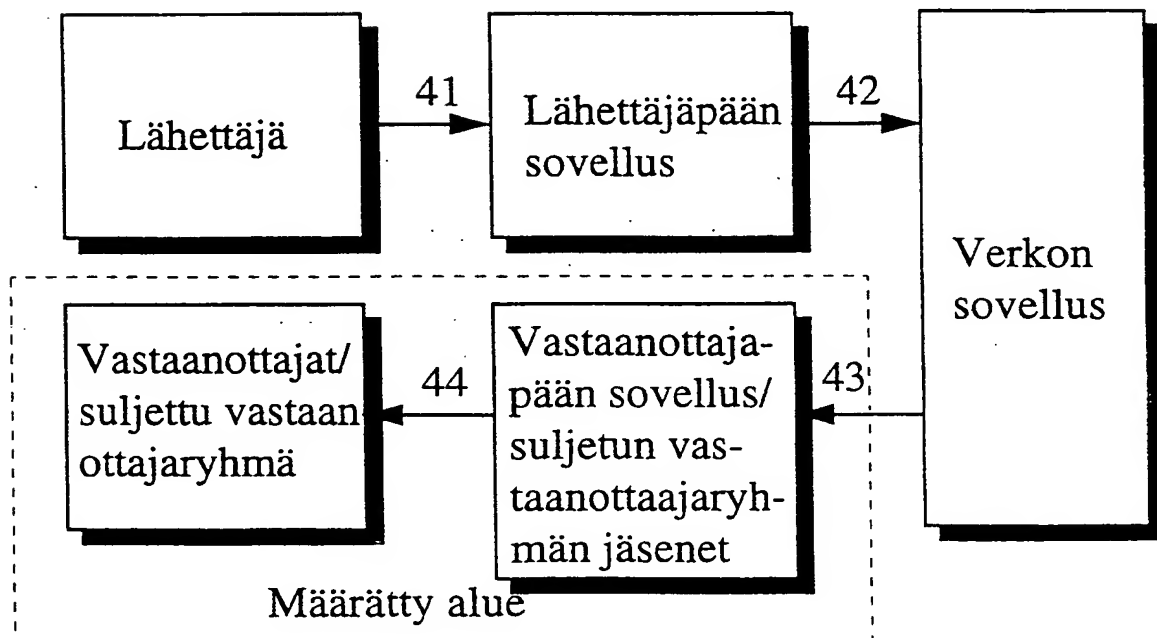 Lähettäjä
41
Lähettäjäpään
sovellus
42
Verkon
sovellus
43
Vastaanottaja-
pään sovellus/
suljetun vas-
taanottaajaryh-
män jäsenet
44
Vastaanottajat/
suljettu vastaan
ottajaryhmä
Määrätty alue